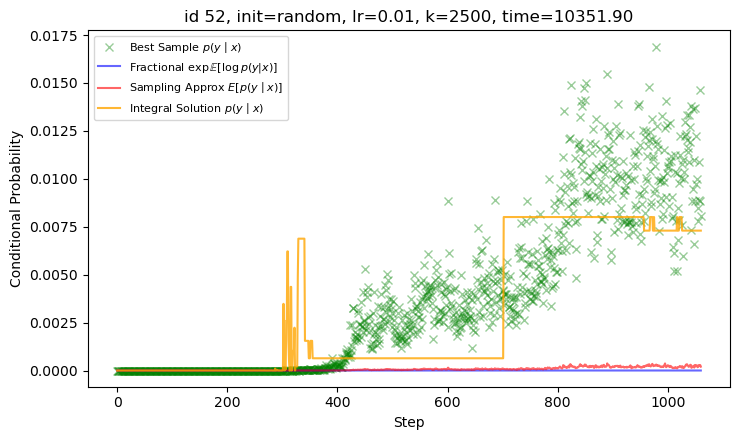 id 52, init=random, lr=0.01, k=2500, time=10351.90
Best Sample p(y | x)
Fractional exp𝔼[log p(y|x)]
Sampling Approx E[p(y | x)]
Integral Solution p(y | x)
0.0175
0.0150
0.0125
0.0100
0.0075
0.0050
0.0025
0.0000
Conditional Probability
0
200
400
600
800
1000
Step